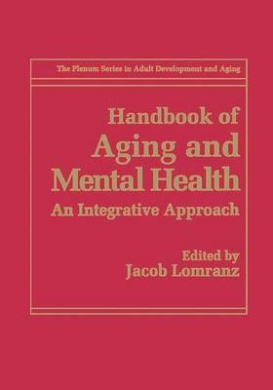 The Plenum Series in Adult Development and Aging
Handbook of
Aging and
Mental Health
An Integrative Approach
Edited by
Jacob Lomranz